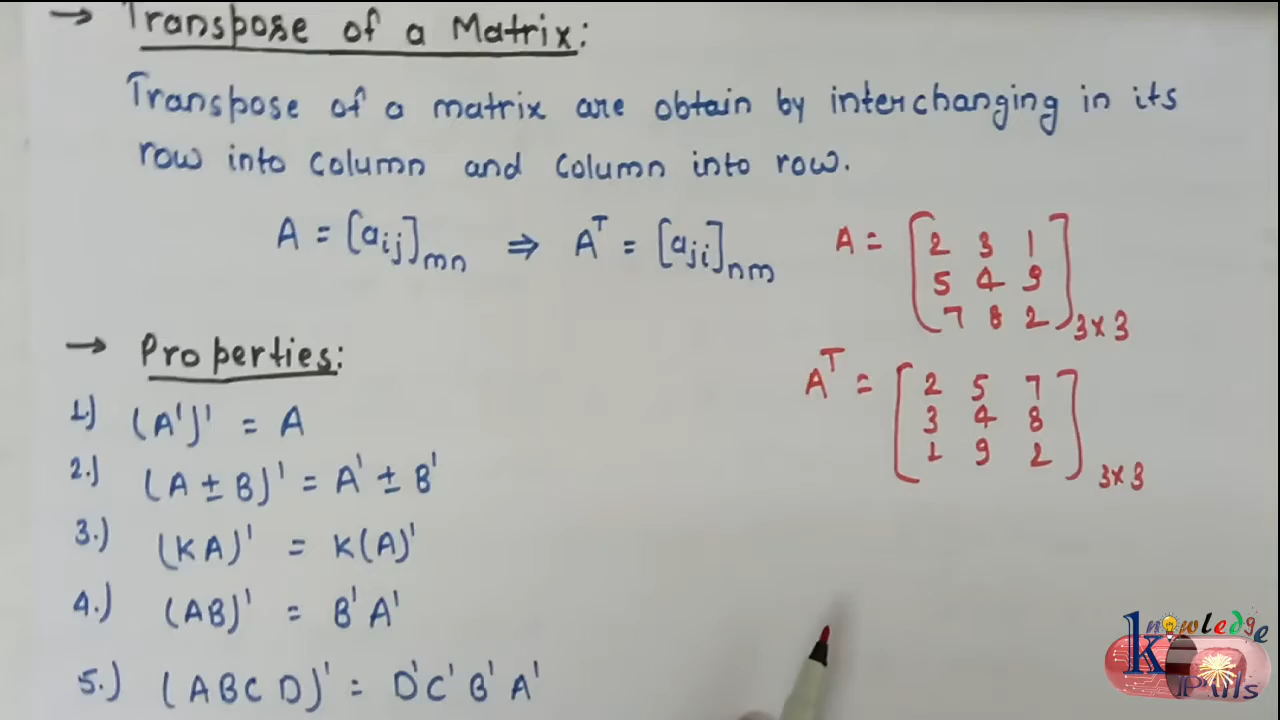 → Transpose of a Matrix:
Transpose of a matrix are obtain by interchanging in its
row into column and column into row.
A = [aij]mn ⇒ Aᵀ = [aji]nm
A = [2 3 1
5 4 9
7 8 2]3×3
→ Properties:
Aᵀ = [2 5 7
3 4 8
1 9 2]3×3
1.) (A')' = A
2.) (A ± B)' = A' ± B'
3.) (KA)' = K(A)'
4.) (AB)' = B' A'
5.) (ABCD)' = D'C' B' A'
knowledge
Puls